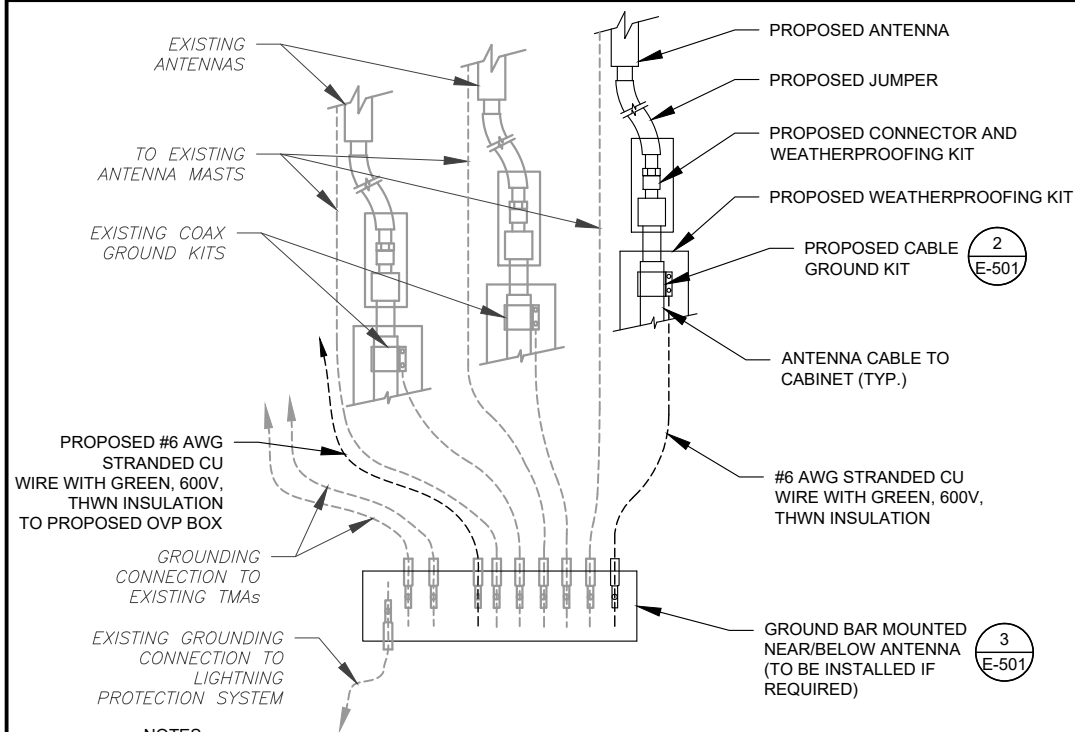 EXISTING
ANTENNAS
TO EXISTING
ANTENNA MASTS
EXISTING COAX
GROUND KITS
PROPOSED #6 AWG
STRANDED CU
WIRE WITH GREEN, 600V,
THWN INSULATION
TO PROPOSED OVP BOX
GROUNDING
CONNECTION TO
EXISTING TMAs
EXISTING GROUNDING
CONNECTION TO
LIGHTNING
PROTECTION SYSTEM
PROPOSED ANTENNA
PROPOSED JUMPER
PROPOSED CONNECTOR AND
WEATHERPROOFING KIT
PROPOSED WEATHERPROOFING KIT
PROPOSED CABLE
GROUND KIT
2
E-501
ANTENNA CABLE TO
CABINET (TYP.)
#6 AWG STRANDED CU
WIRE WITH GREEN, 600V,
THWN INSULATION
GROUND BAR MOUNTED
NEAR/BELOW ANTENNA
(TO BE INSTALLED IF
REQUIRED)
3
E-501
NOTES